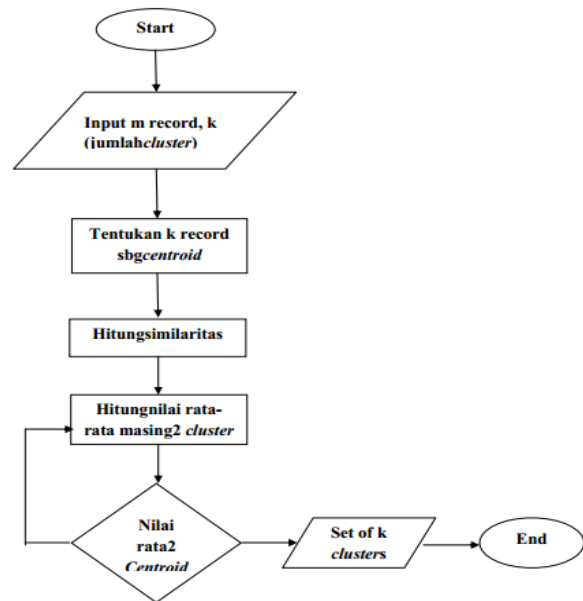 Start
Input m record, k
(jumlahcluster)
Tentukan k record
sbgcentroid
Hitungsimilaritas
Hitungnilai rata-
rata masing2 cluster
Nilai
rata2
Centroid
Set of k
clusters
End